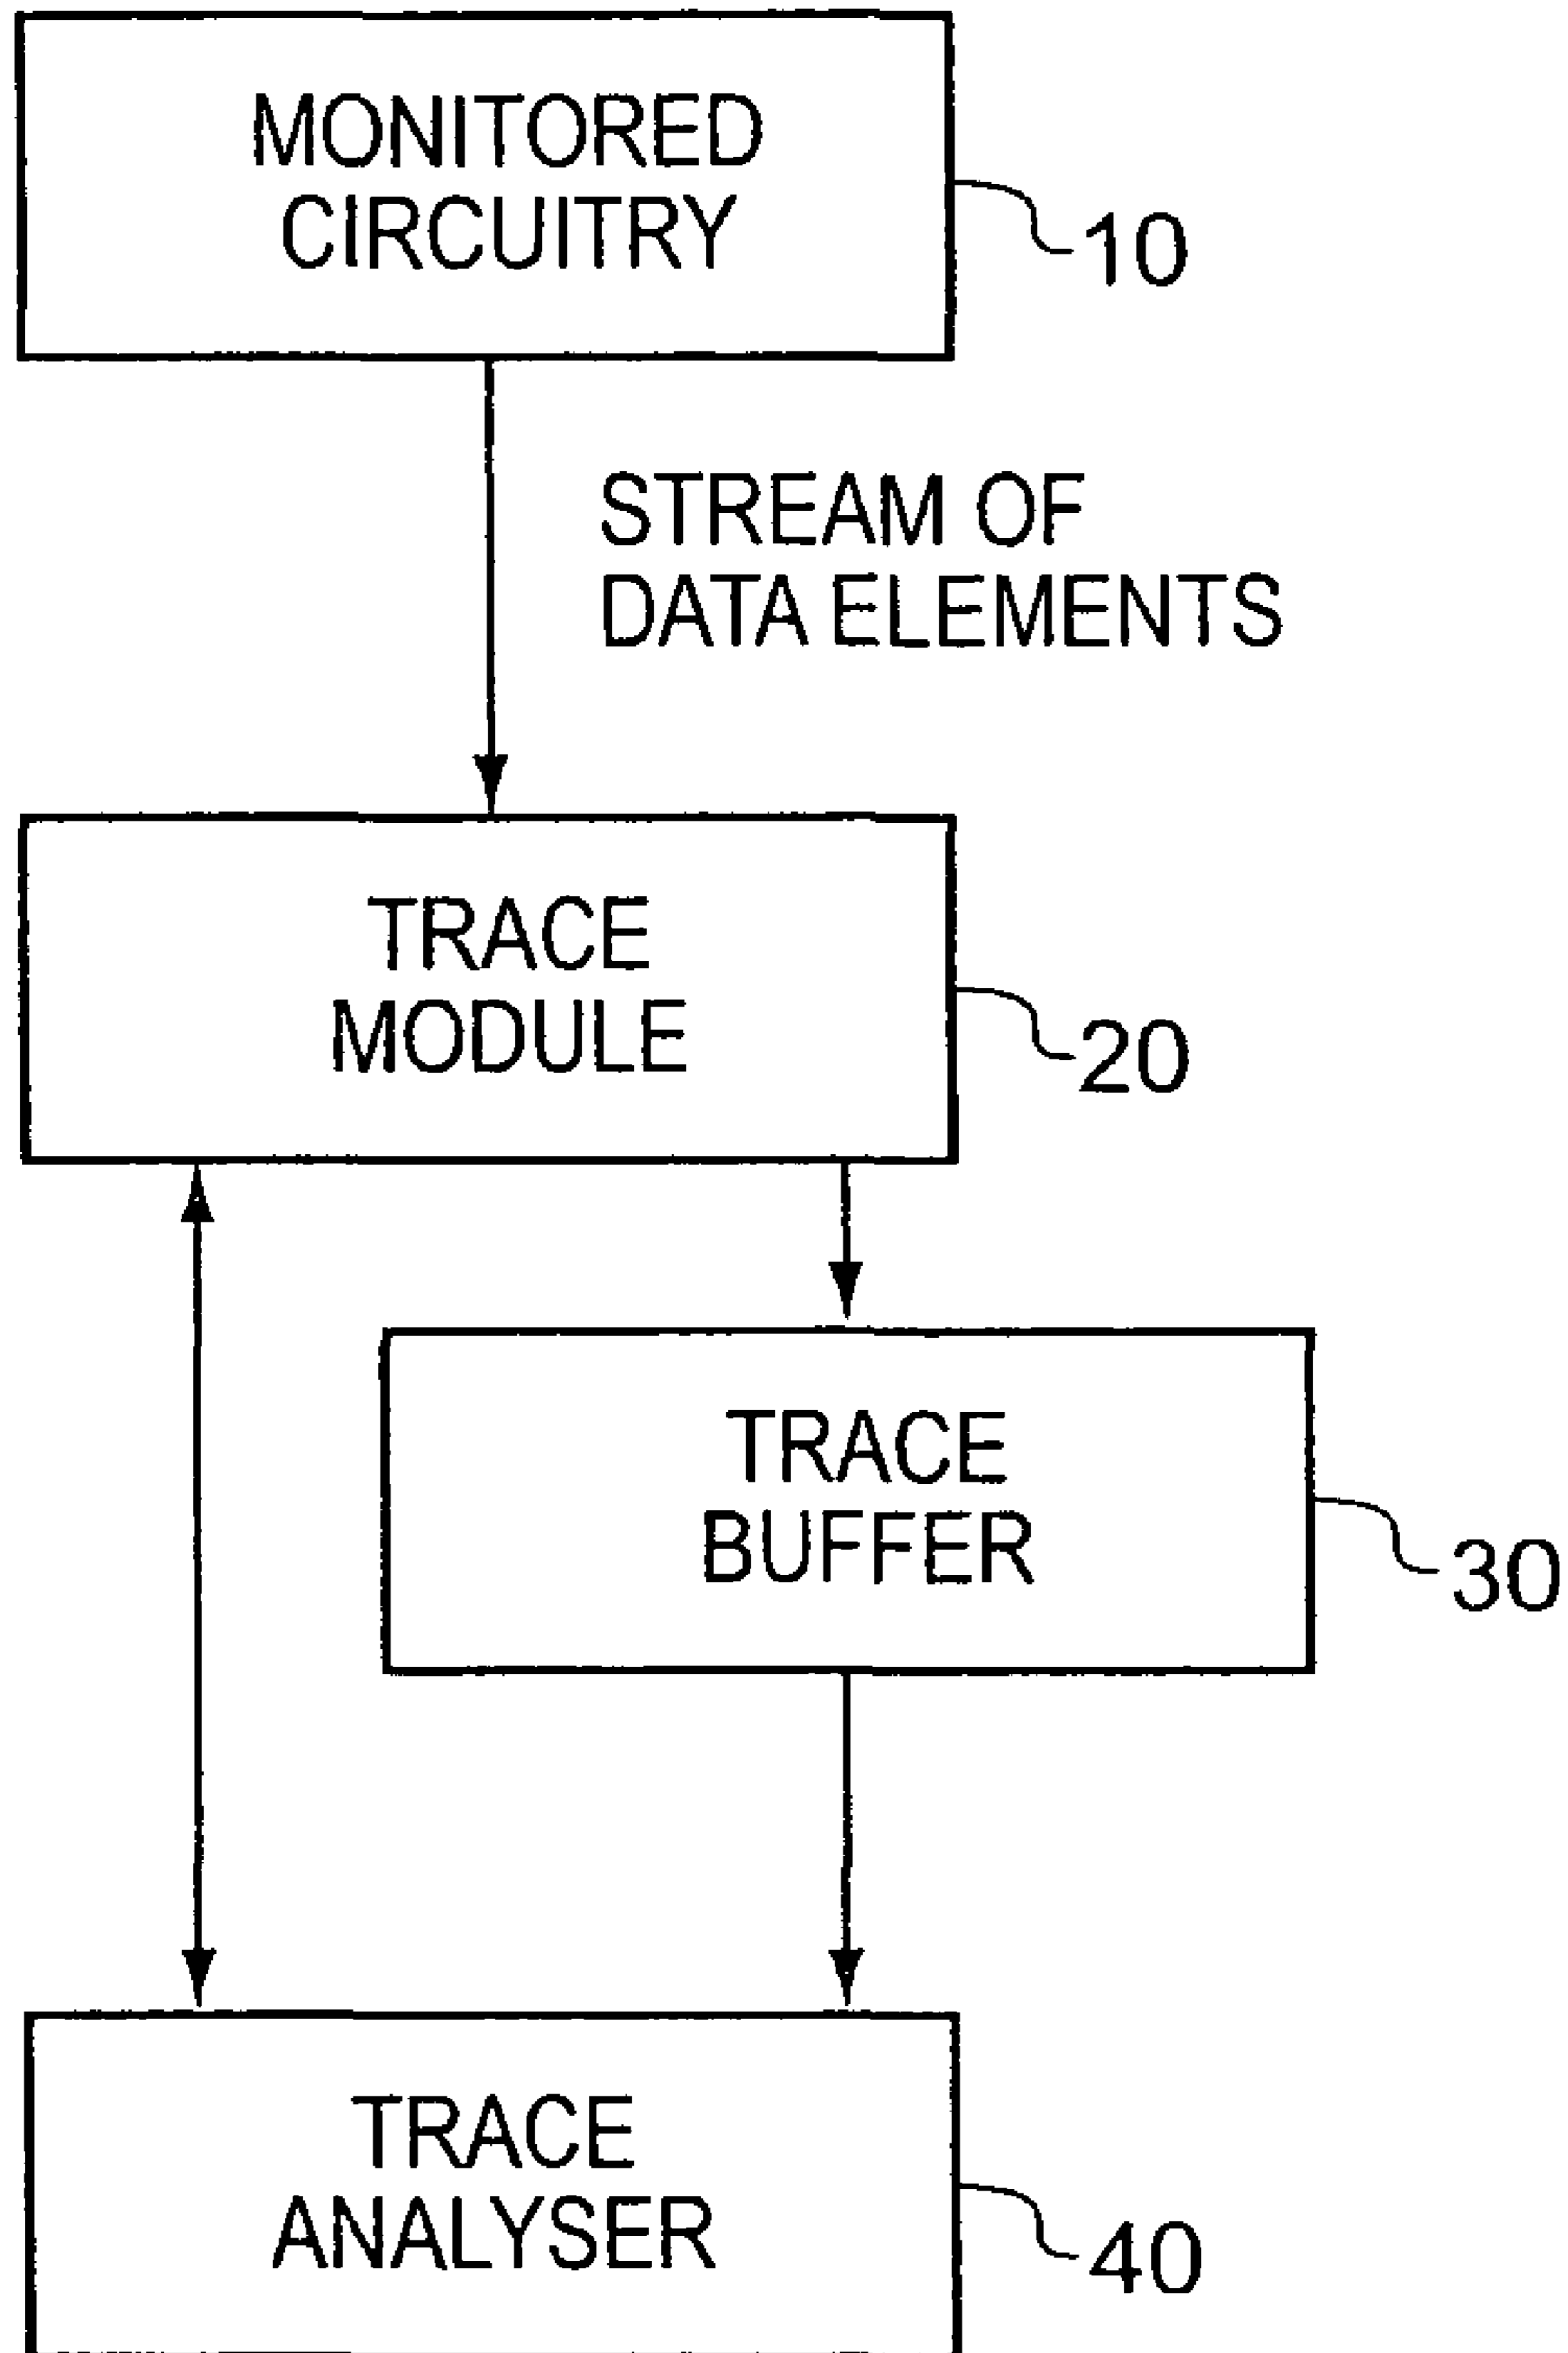 MONITORED
CIRCUITRY
10
STREAM OF
DATA ELEMENTS
TRACE
MODULE
20
TRACE
BUFFER
30
TRACE
ANALYSER
40